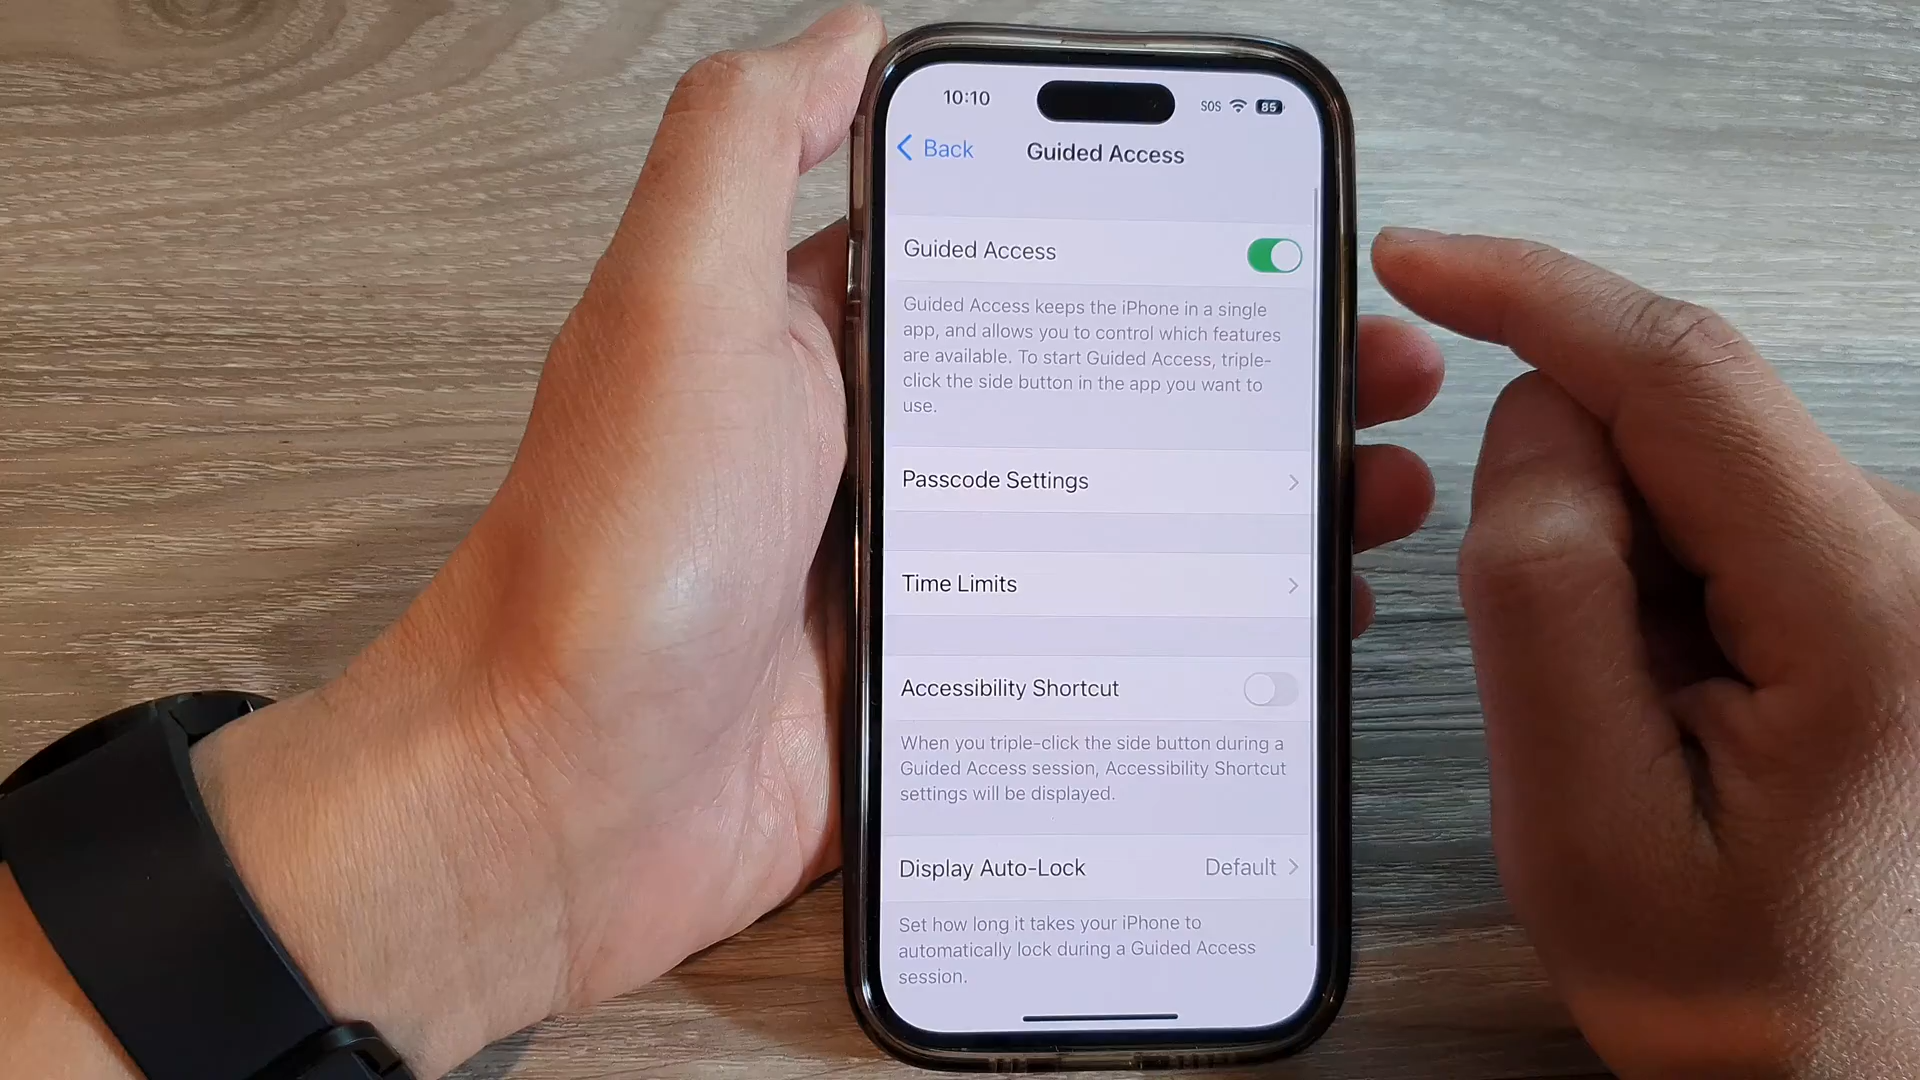 10:10
SOS
85
Back
Guided Access
Guided Access
Guided Access keeps the iPhone in a single
app, and allows you to control which features
are available. To start Guided Access, triple-
click the side button in the app you want to
use.
Passcode Settings
Time Limits
Accessibility Shortcut
When you triple-click the side button during a
Guided Access session, Accessibility Shortcut
settings will be displayed.
Display Auto-Lock Default
Set how long it takes your iPhone to
automatically lock during a Guided Access
session.